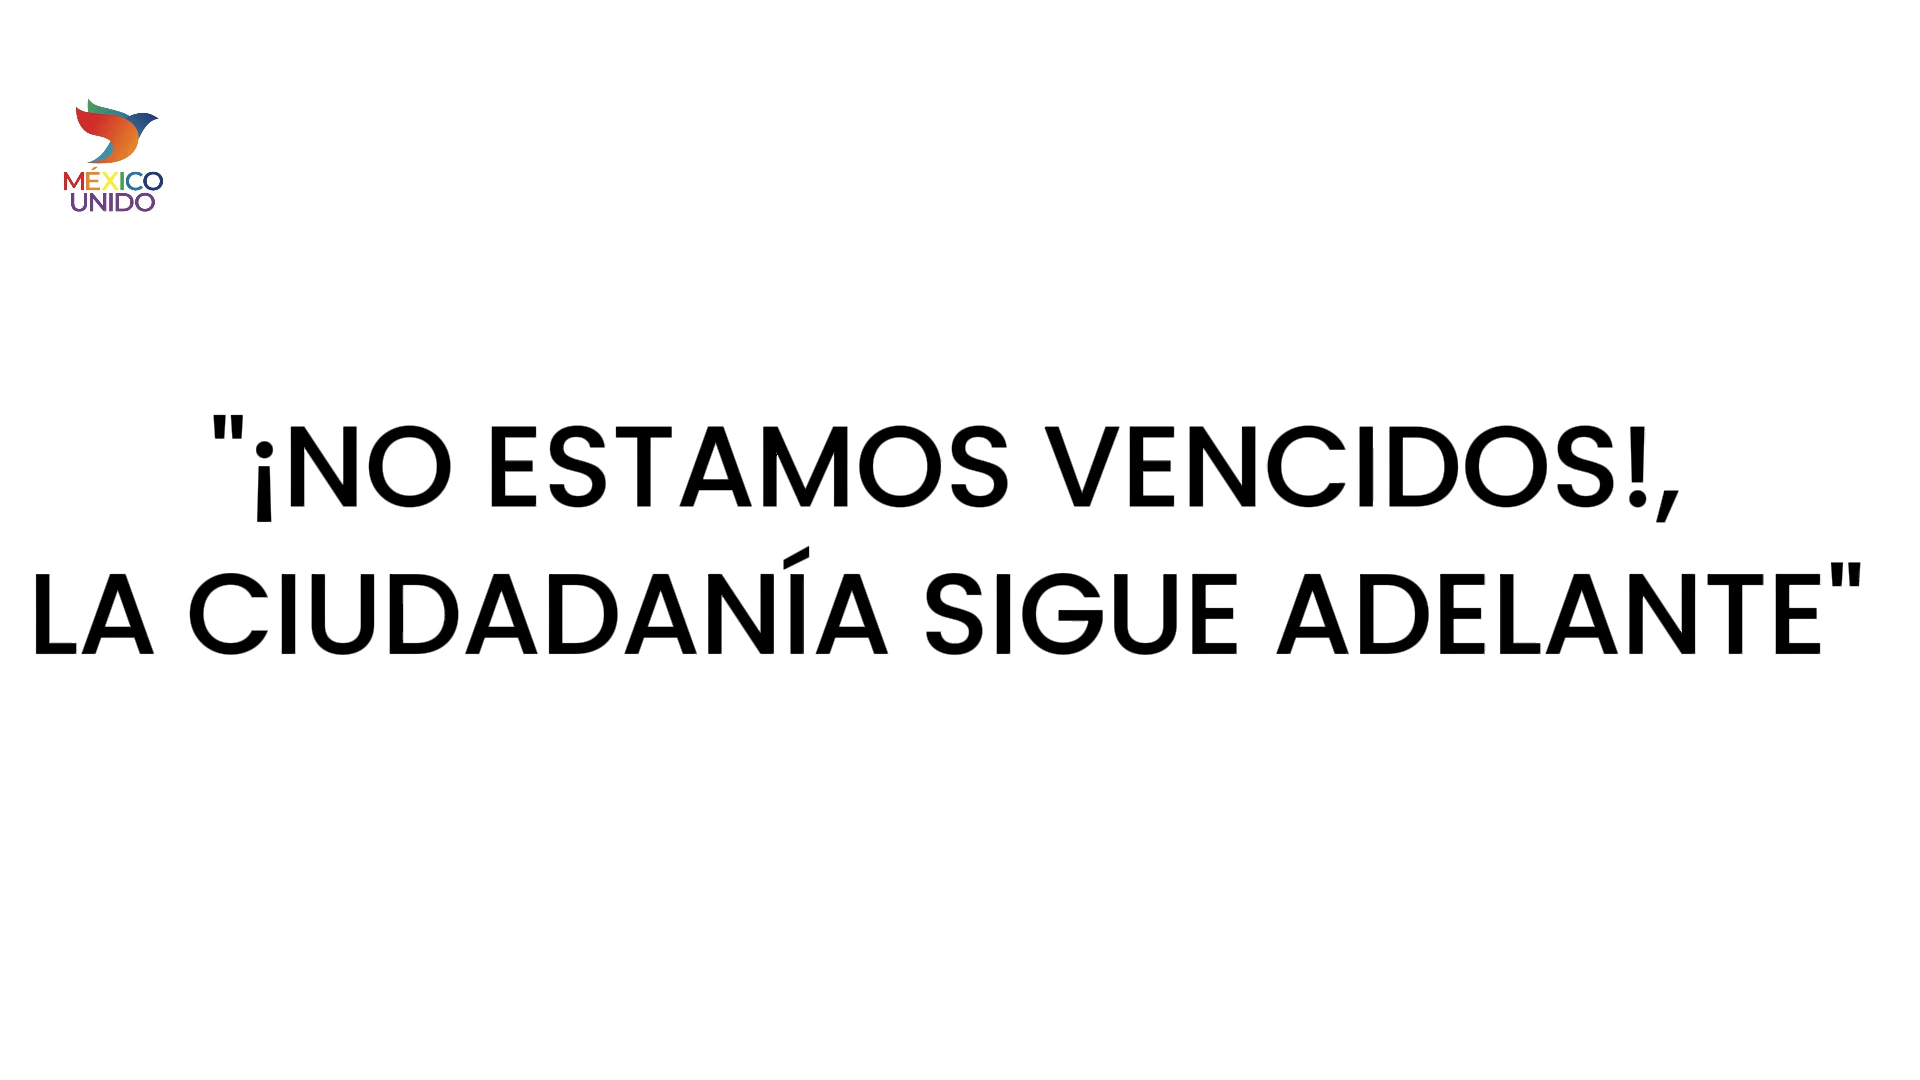 MÉXICO
UNIDO
"¡NO ESTAMOS VENCIDOS!,
LA CIUDADANÍA SIGUE ADELANTE"